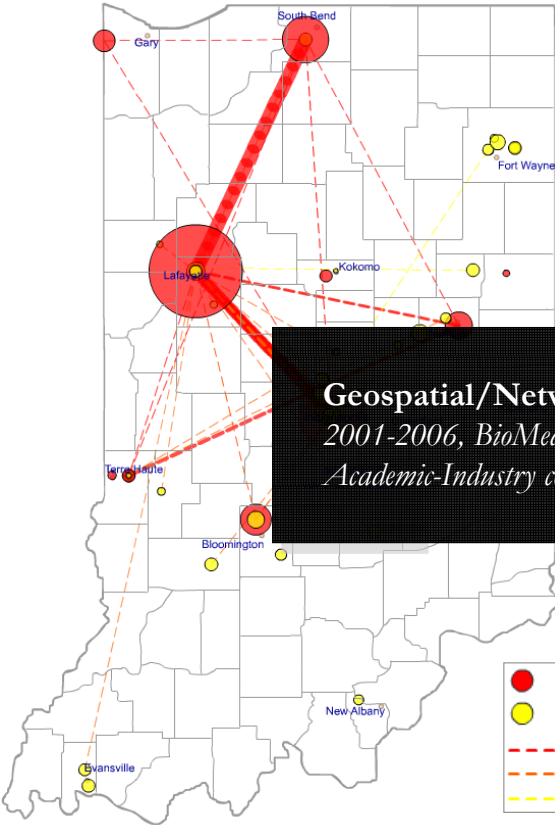 South Bend
Gary
Fort Wayne
Kokomo
Lafayette
Geospatial/Netw
2001-2006, BioMed
Academic-Industry c
Terre Haute
Bloomington
New Albany
Evansville